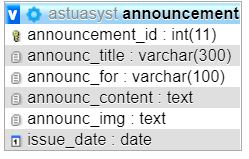 v astuasyst announcement
announcement_id : int(11)
announc_title : varchar(300)
announc_for : varchar(100)
announc_content : text
announc_img : text
issue_date : date